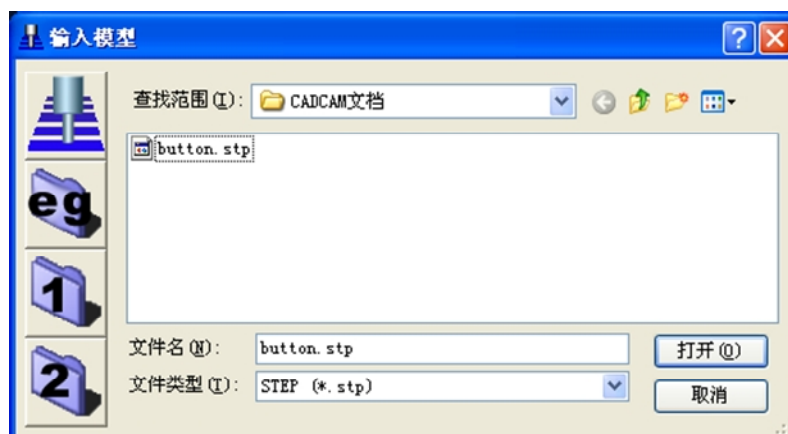 输入模型
查找范围(I): CADCAM文档
button.stp
eg
1
2
文件名(N): button.stp 打开(O)
文件类型(T): STEP (*.stp) 取消